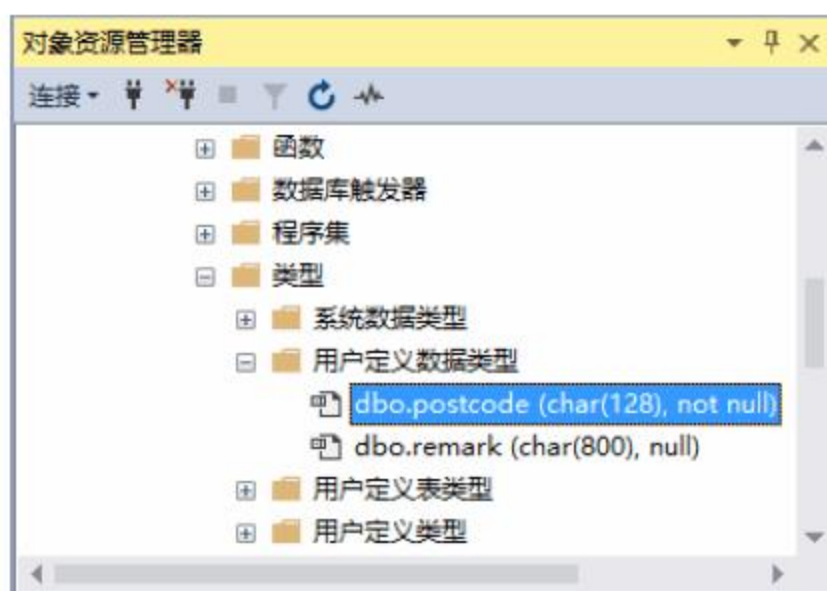 对象资源管理器
连接
函数
数据库触发器
程序集
类型
系统数据类型
用户定义数据类型
dbo.postcode (char(128), not null)
dbo.remark (char(800), null)
用户定义表类型
用户定义类型